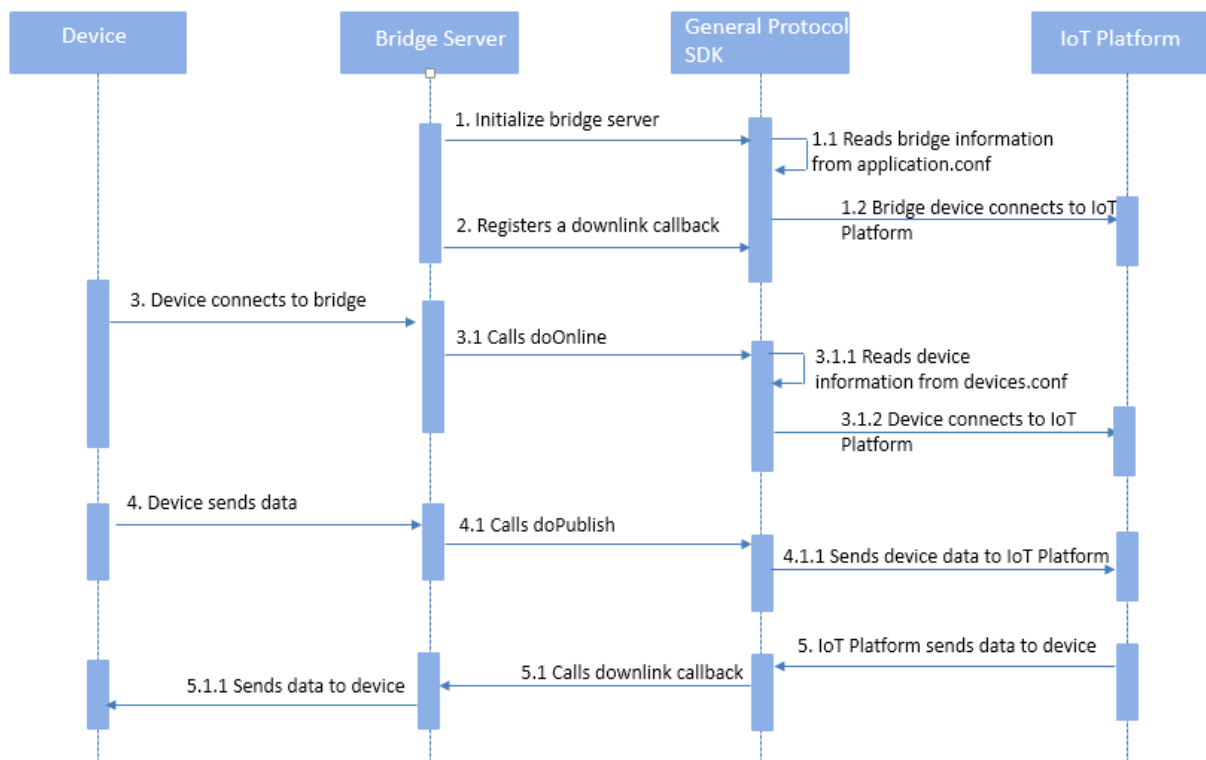 Device
Bridge Server
General Protocol
SDK
IoT Platform
1. Initialize bridge server
1.1 Reads bridge information
from application.conf
1.2 Bridge device connects to IoT
Platform
2. Registers a downlink callback
3. Device connects to bridge
3.1 Calls doOnline
3.1.1 Reads device
information from devices.conf
3.1.2 Device connects to IoT
Platform
4. Device sends data
4.1 Calls doPublish
4.1.1 Sends device data to IoT Platform
5. IoT Platform sends data to device
5.1 Calls downlink callback
5.1.1 Sends data to device